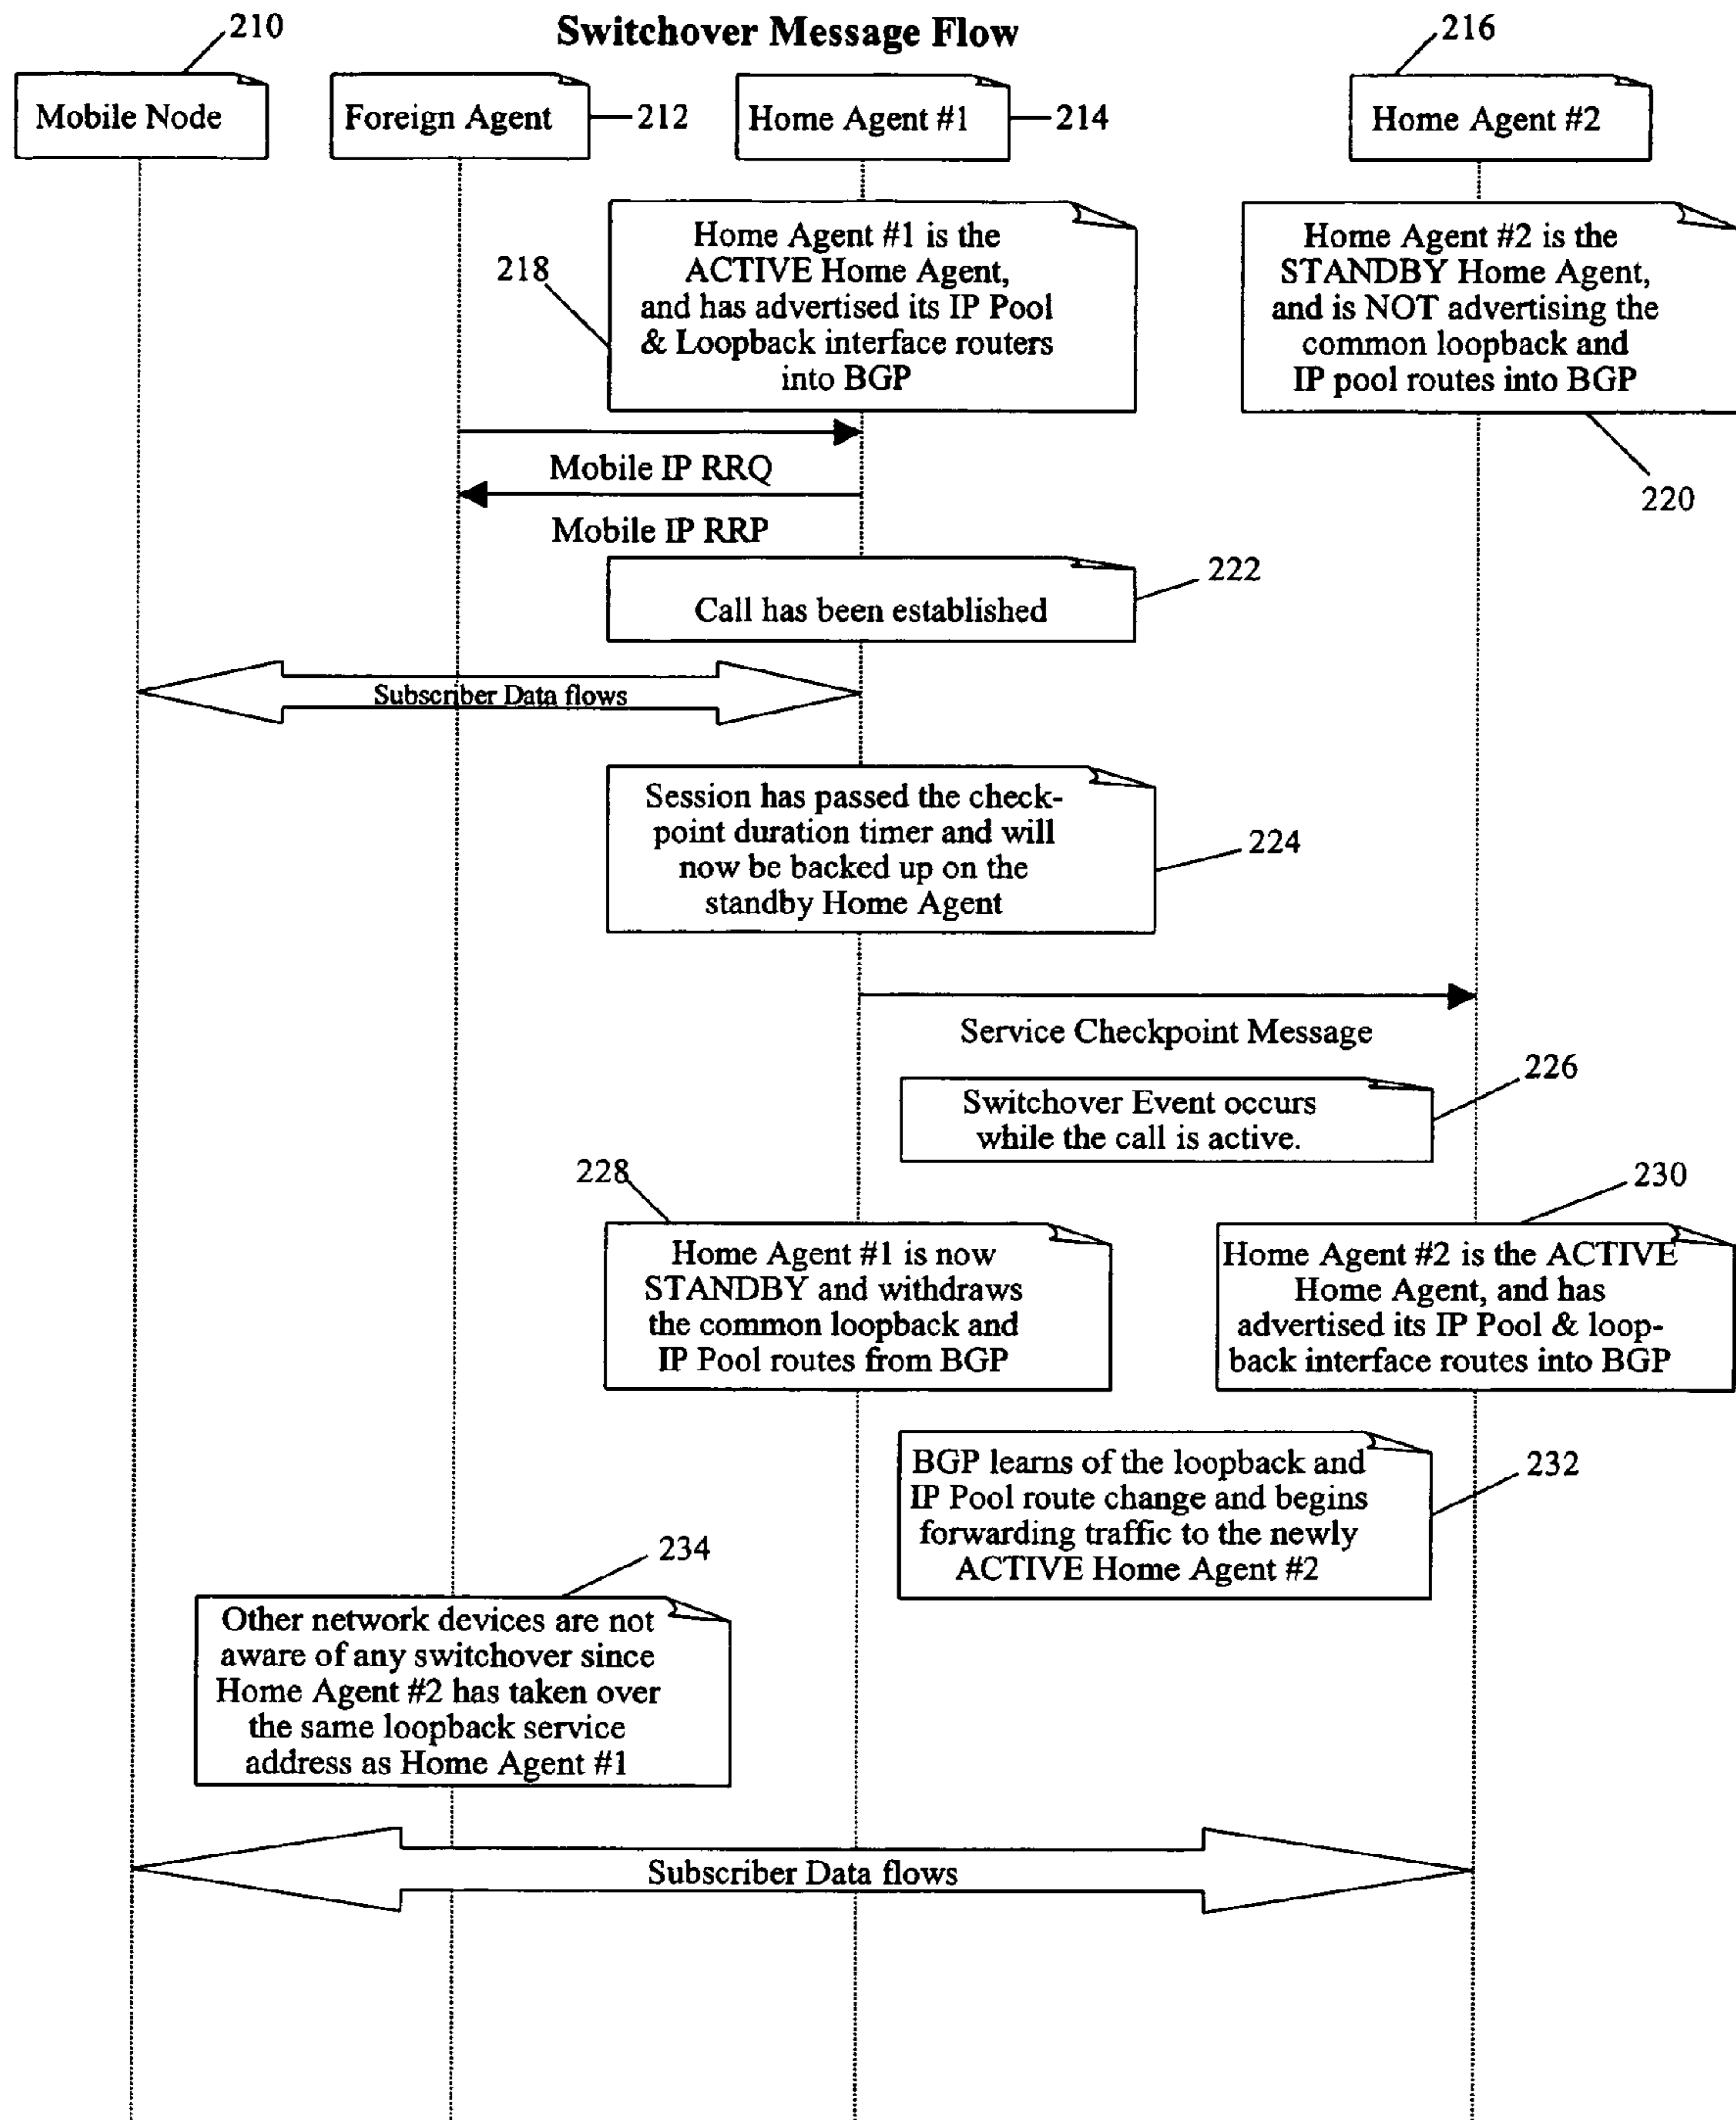 Switchover Message Flow
210
216
Mobile Node
Foreign Agent
212
Home Agent #1
214
Home Agent #2
218
Home Agent #1 is the
ACTIVE Home Agent,
and has advertised its IP Pool
& Loopback interface routers
into BGP
Home Agent #2 is the
STANDBY Home Agent,
and is NOT advertising the
common loopback and
IP pool routes into BGP
220
Mobile IP RRQ
Mobile IP RRP
222
Call has been established
Subscriber Data flows
Session has passed the check-
point duration timer and will
now be backed up on the
standby Home Agent
224
Service Checkpoint Message
226
Switchover Event occurs
while the call is active.
228
Home Agent #1 is now
STANDBY and withdraws
the common loopback and
IP Pool routes from BGP
230
Home Agent #2 is the ACTIVE
Home Agent, and has
advertised its IP Pool & loop-
back interface routes into BGP
BGP learns of the loopback and
IP Pool route change and begins
forwarding traffic to the newly
ACTIVE Home Agent #2
232
234
Other network devices are not
aware of any switchover since
Home Agent #2 has taken over
the same loopback service
address as Home Agent #1
Subscriber Data flows